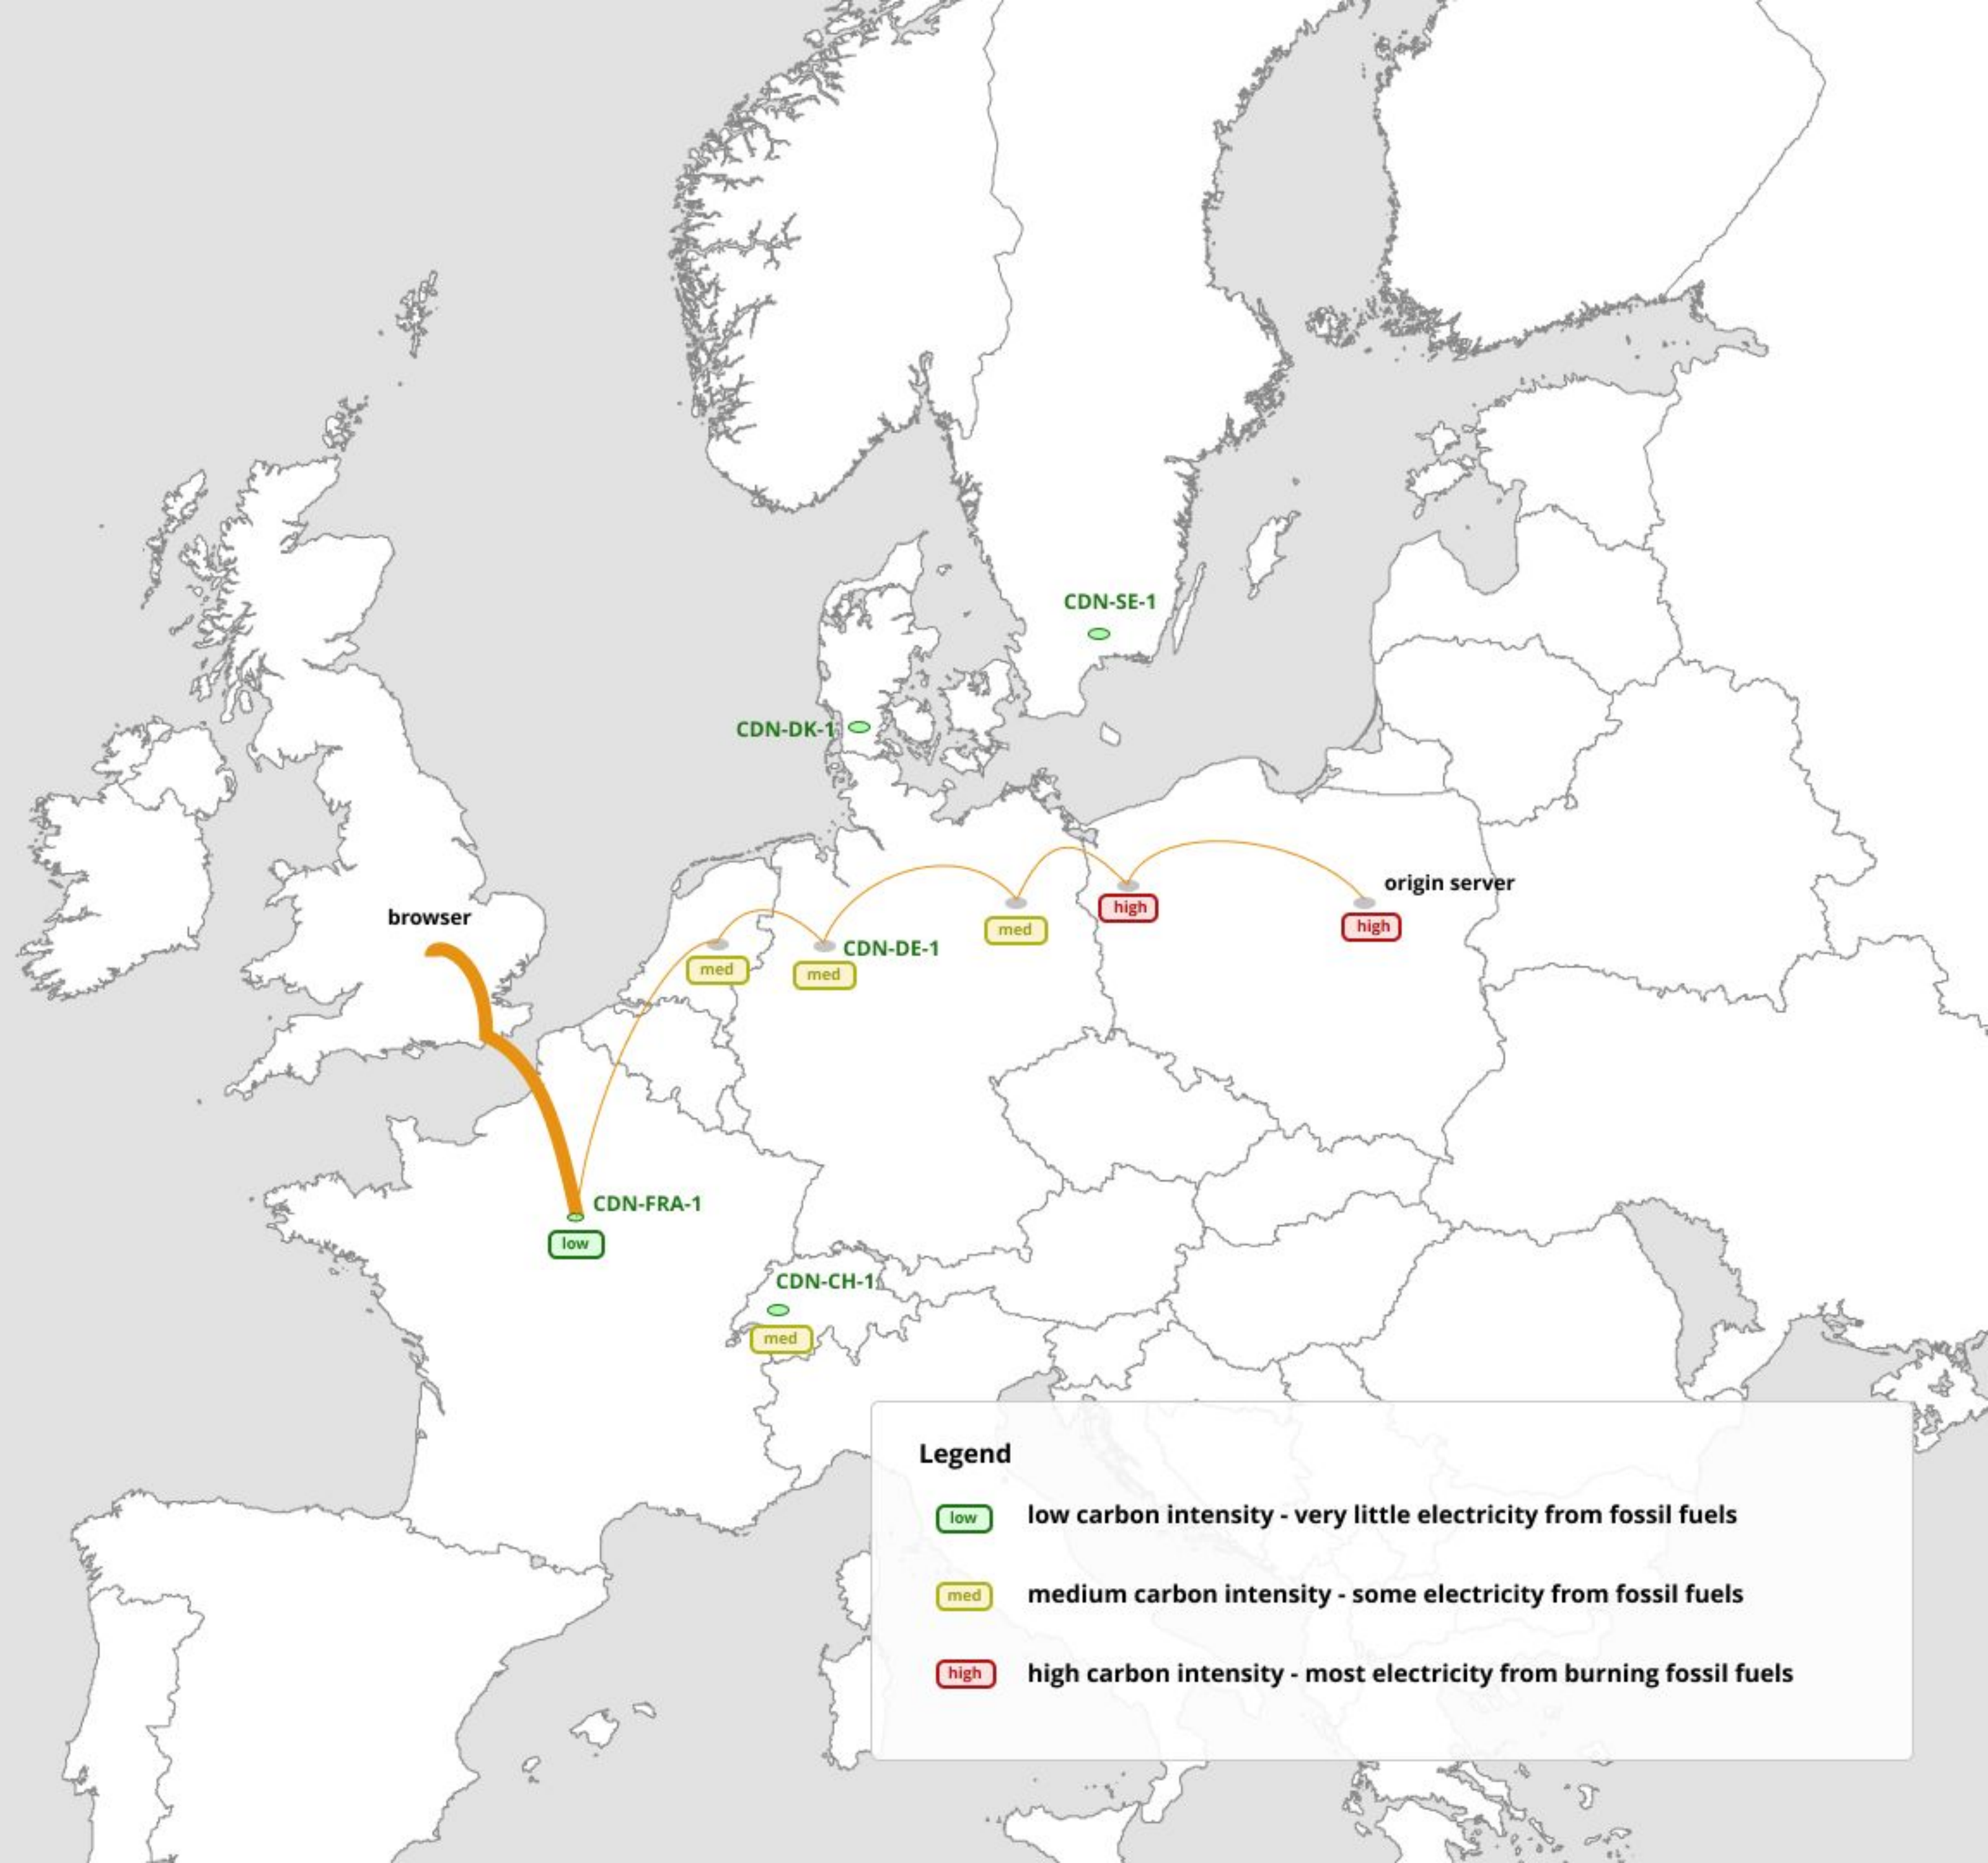 CDN-SE-1
CDN-DK-1
origin server
high
high
browser
med
CDN-DE-1
med
med
CDN-FRA-1
low
CDN-CH-1
med
Legend
low low carbon intensity - very little electricity from fossil fuels
med medium carbon intensity - some electricity from fossil fuels
high high carbon intensity - most electricity from burning fossil fuels